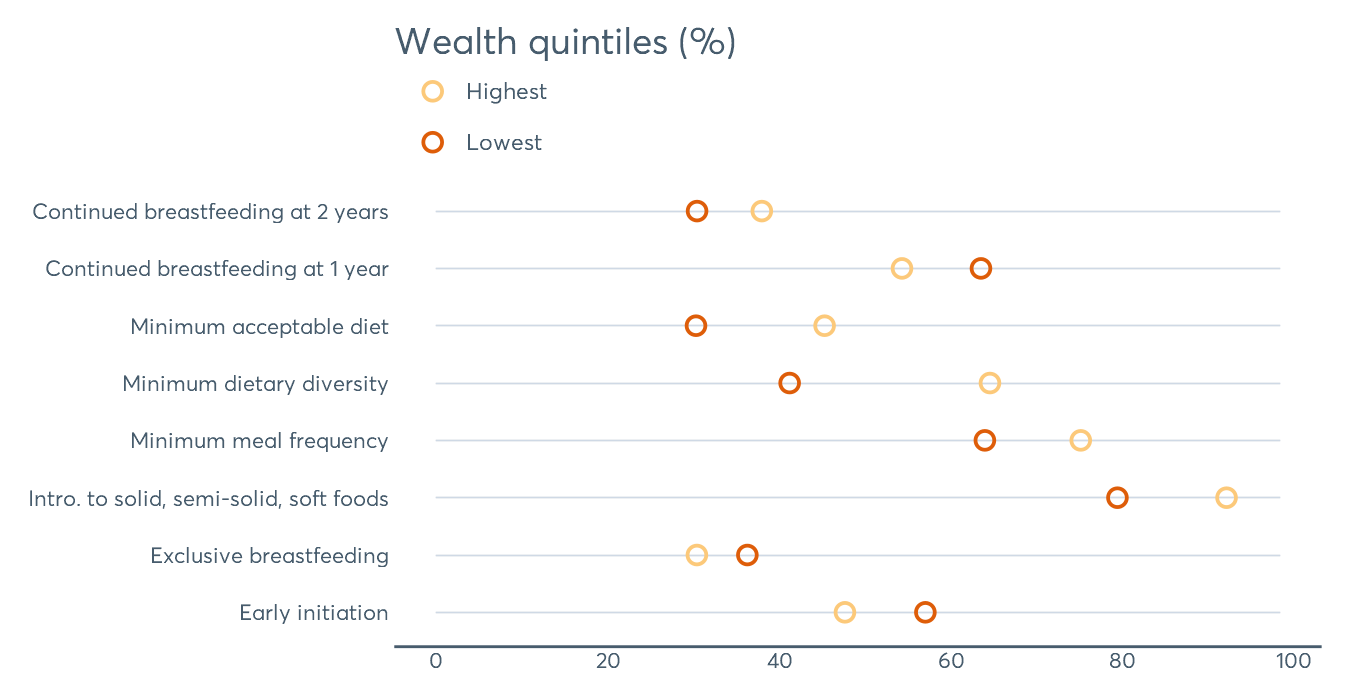 Wealth quintiles (%)
Highest
Lowest
Continued breastfeeding at 2 years
Continued breastfeeding at 1 year
Minimum acceptable diet
Minimum dietary diversity
Minimum meal frequency
Intro. to solid, semi-solid, soft foods
Exclusive breastfeeding
Early initiation
0 20 40 60 80 100